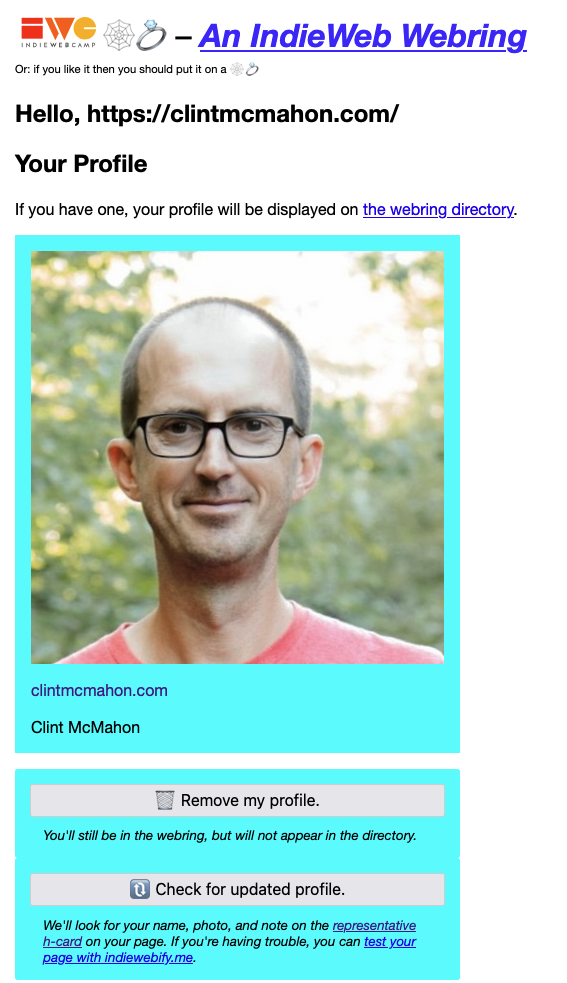 IWC
INDIEWEBCAMP
🕸💍 – An IndieWeb Webring
Or: if you like it then you should put it on a 🕸💍
Hello, https://clintmcmahon.com/
Your Profile
If you have one, your profile will be displayed on the webring directory.
clintmcmahon.com
Clint McMahon
🗑 Remove my profile.
You'll still be in the webring, but will not appear in the directory.
🔃 Check for updated profile.
We'll look for your name, photo, and note on the representative
h-card on your page. If you're having trouble, you can test your
page with indiewebify.me.